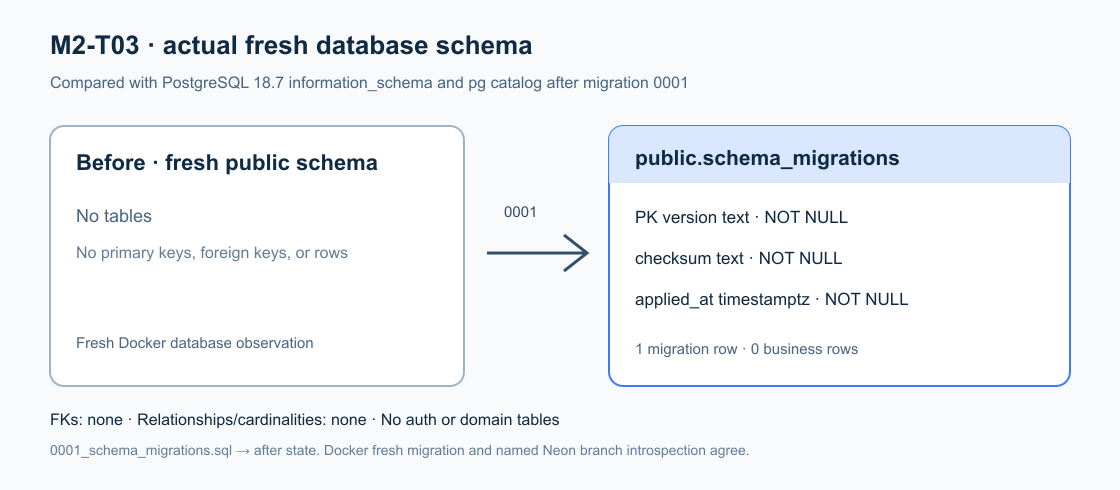 M2-T03 · actual fresh database schema
Compared with PostgreSQL 18.7 information_schema and pg catalog after migration 0001
Before · fresh public schema
No tables
No primary keys, foreign keys, or rows
Fresh Docker database observation
0001
public.schema_migrations
PK version text · NOT NULL
checksum text · NOT NULL
applied_at timestamptz · NOT NULL
1 migration row · 0 business rows
FKs: none · Relationships/cardinalities: none · No auth or domain tables
0001_schema_migrations.sql → after state. Docker fresh migration and named Neon branch introspection agree.